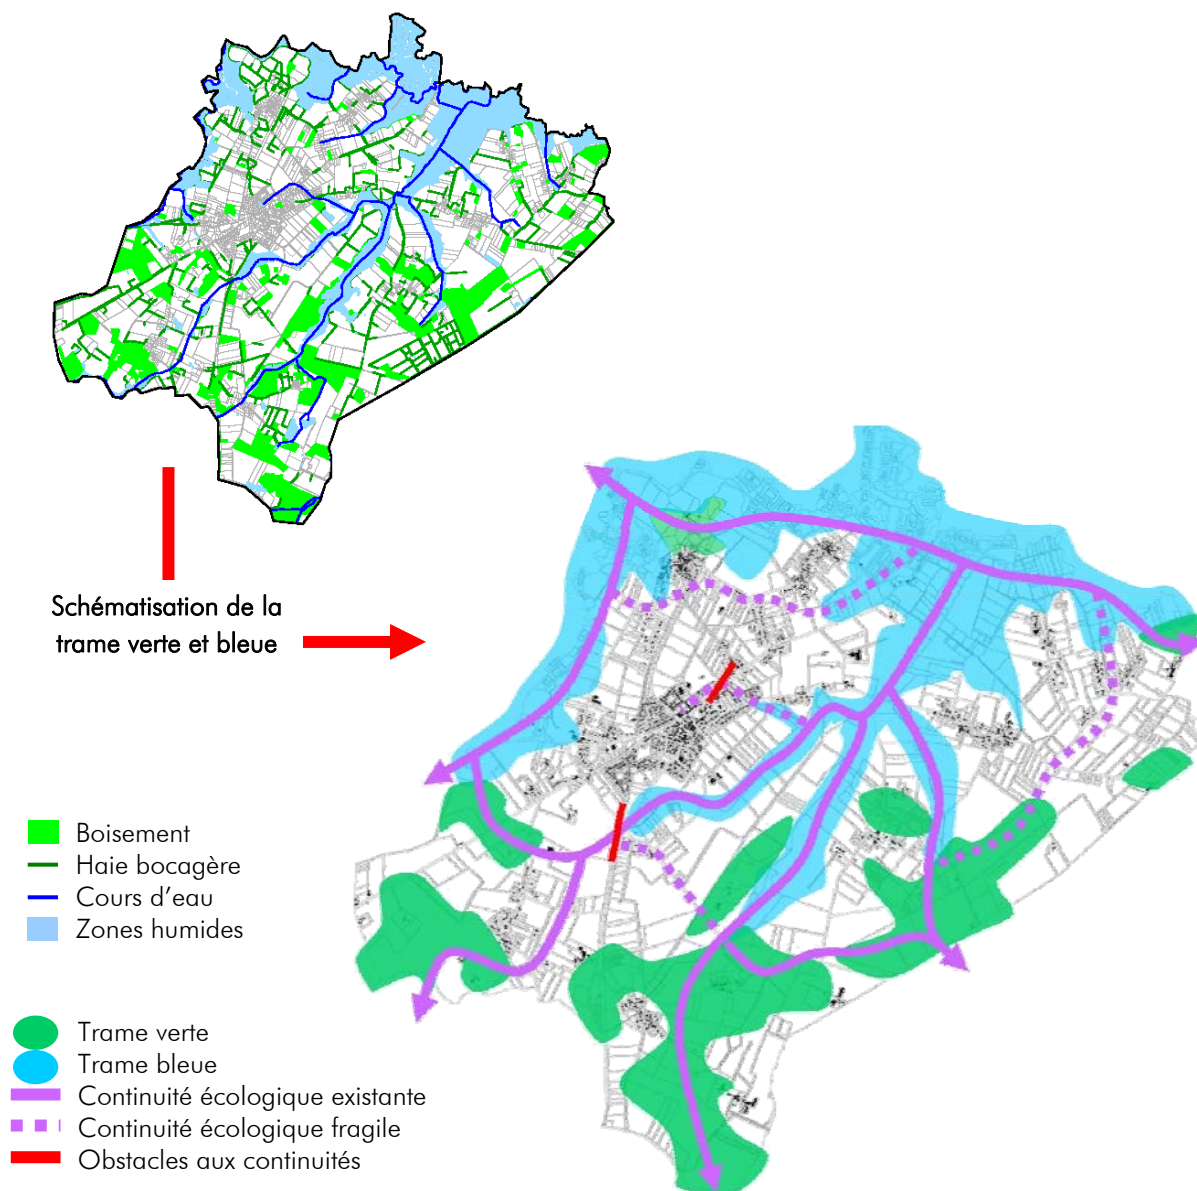 Schématisation de la
trame verte et bleue
Boisement
Haie bocagère
Cours d'eau
Zones humides
Trame verte
Trame bleue
Continuité écologique existante
Continuité écologique fragile
Obstacles aux continuités